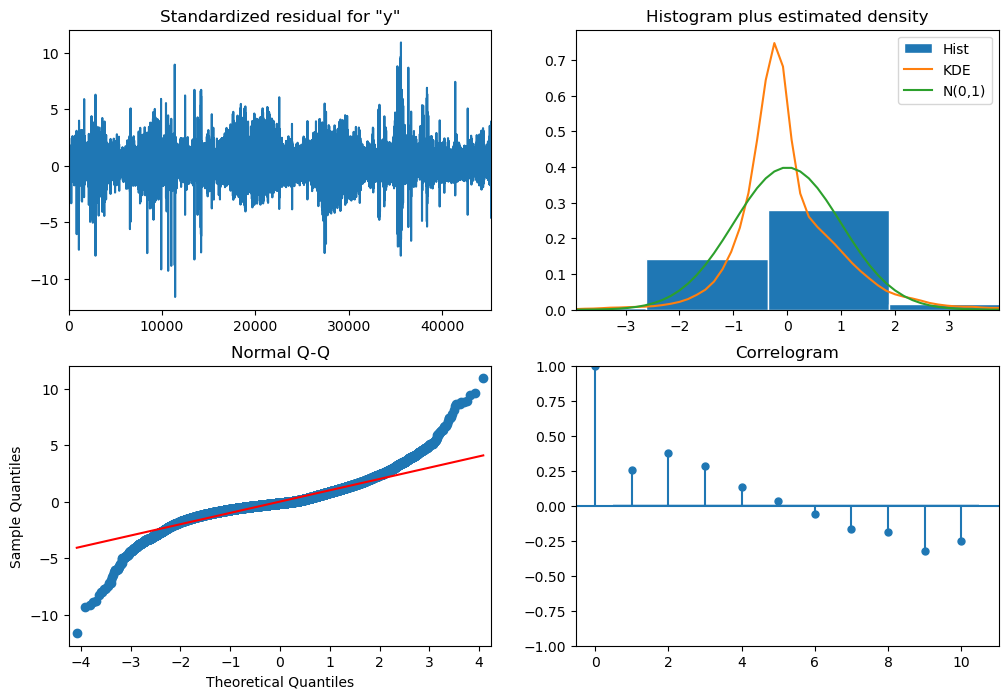 Standardized residual for "y"
10
5
0
−5
−10
0 10000 20000 30000 40000
Histogram plus estimated density
Hist
KDE
N(0,1)
0.7
0.6
0.5
0.4
0.3
0.2
0.1
0.0
−3 −2 −1 0 1 2 3
Normal Q-Q
Sample Quantiles
10
5
0
−5
−10
−4 −3 −2 −1 0 1 2 3 4
Theoretical Quantiles
Correlogram
1.00
0.75
0.50
0.25
0.00
−0.25
−0.50
−0.75
−1.00
0 2 4 6 8 10